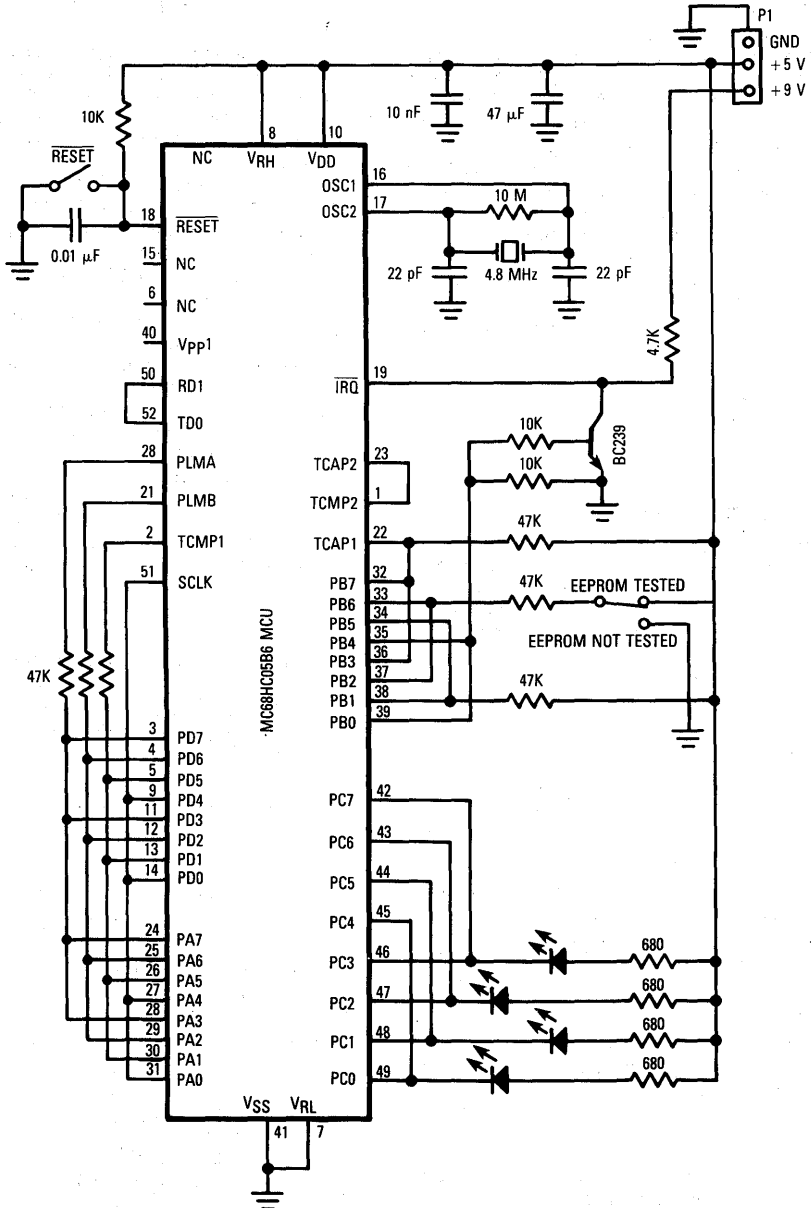 P1
GND
+5 V
+9 V
10K
10 nF
47 µF
8
10
NC
VRH
VDD
RESET
16
OSC1
10 M
17
OSC2
18
RESET
0.01 µF
15
NC
22 pF
4.8 MHz
22 pF
6
NC
40
VPP1
4.7K
50
RD1
19
IRQ
52
TD0
10K
BC239
28
PLMA
23
TCAP2
10K
21
PLMB
1
TCMP2
47K
2
TCMP1
22
TCAP1
51
SCLK
32
PB7
33
PB6
47K
EEPROM TESTED
34
PB5
35
PB4
EEPROM NOT TESTED
36
PB3
37
PB2
47K
38
PB1
47K
39
PB0
MC68HC05B6 MCU
3
PD7
4
PD6
5
PD5
9
PD4
11
PD3
12
PD2
13
PD1
14
PD0
42
PC7
43
PC6
44
PC5
45
PC4
24
PA7
25
PA6
26
PA5
27
PA4
28
PA3
29
PA2
30
PA1
31
PA0
46
PC3
680
47
PC2
680
48
PC1
680
49
PC0
680
VSS
VRL
41
7